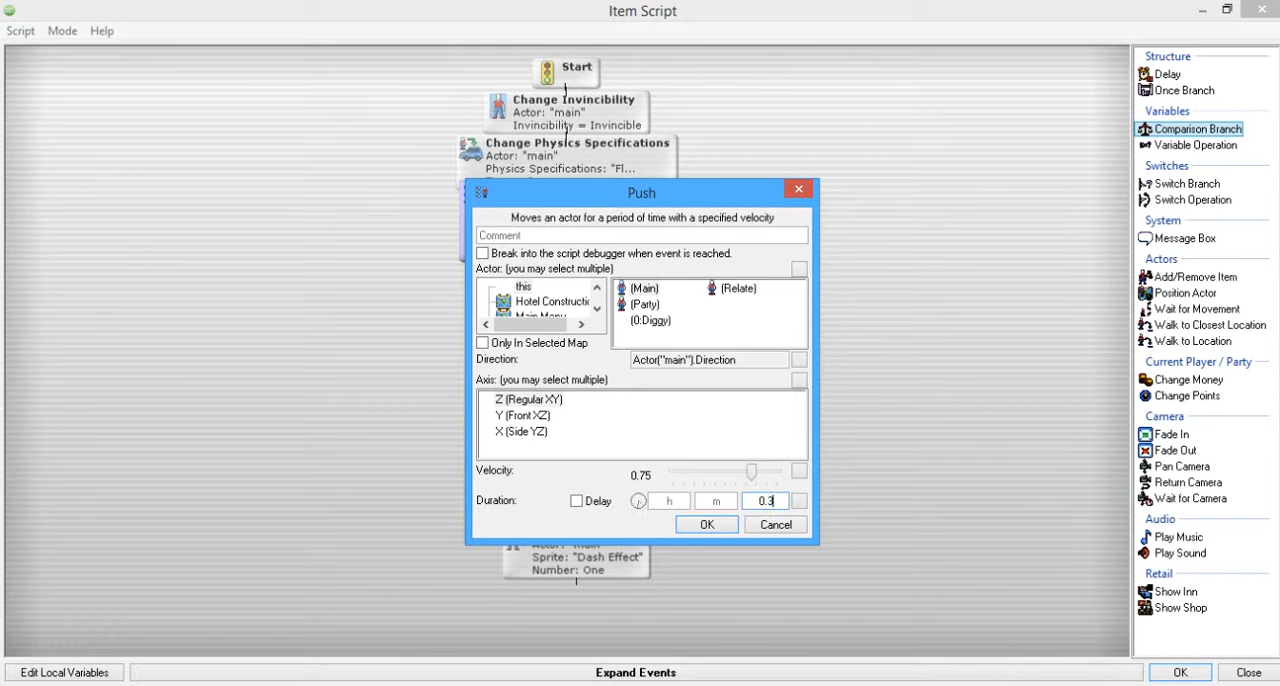 Item Script
Script Mode Help
Start
Change Invincibility
Actor: "main"
Invincibility = Invincible
Change Physics Specifications
Actor: "main"
Physics Specifications: "Fl...
Push
Moves an actor for a period of time with a specified velocity
Comment
Break into the script debugger when event is reached.
Actor: (you may select multiple)
this
Hotel Constructi
Main Menu
(Main)
(Relate)
(Party)
(0:Diggy)
Only In Selected Map
Direction:
Actor("main").Direction
Axis: (you may select multiple)
Z (Regular XY)
Y (Front XZ)
X (Side YZ)
Velocity:
0.75
Duration:
Delay
h
m
0.3
OK
Cancel
Actor: "main"
Sprite: "Dash Effect"
Number: One
Structure
Delay
Once Branch
Variables
Comparison Branch
Variable Operation
Switches
Switch Branch
Switch Operation
System
Message Box
Actors
Add/Remove Item
Position Actor
Wait for Movement
Walk to Closest Location
Walk to Location
Current Player / Party
Change Money
Change Points
Camera
Fade In
Fade Out
Pan Camera
Return Camera
Wait for Camera
Audio
Play Music
Play Sound
Retail
Show Inn
Show Shop
Edit Local Variables
Expand Events
OK
Close